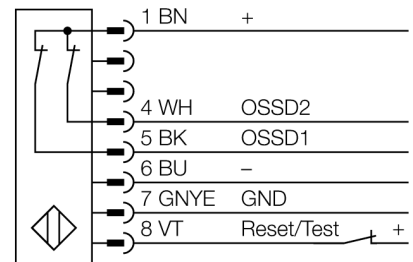 1 BN +
4 WH OSSD2
5 BK OSSD1
6 BU –
7 GNYE GND
8 VT Reset/Test +